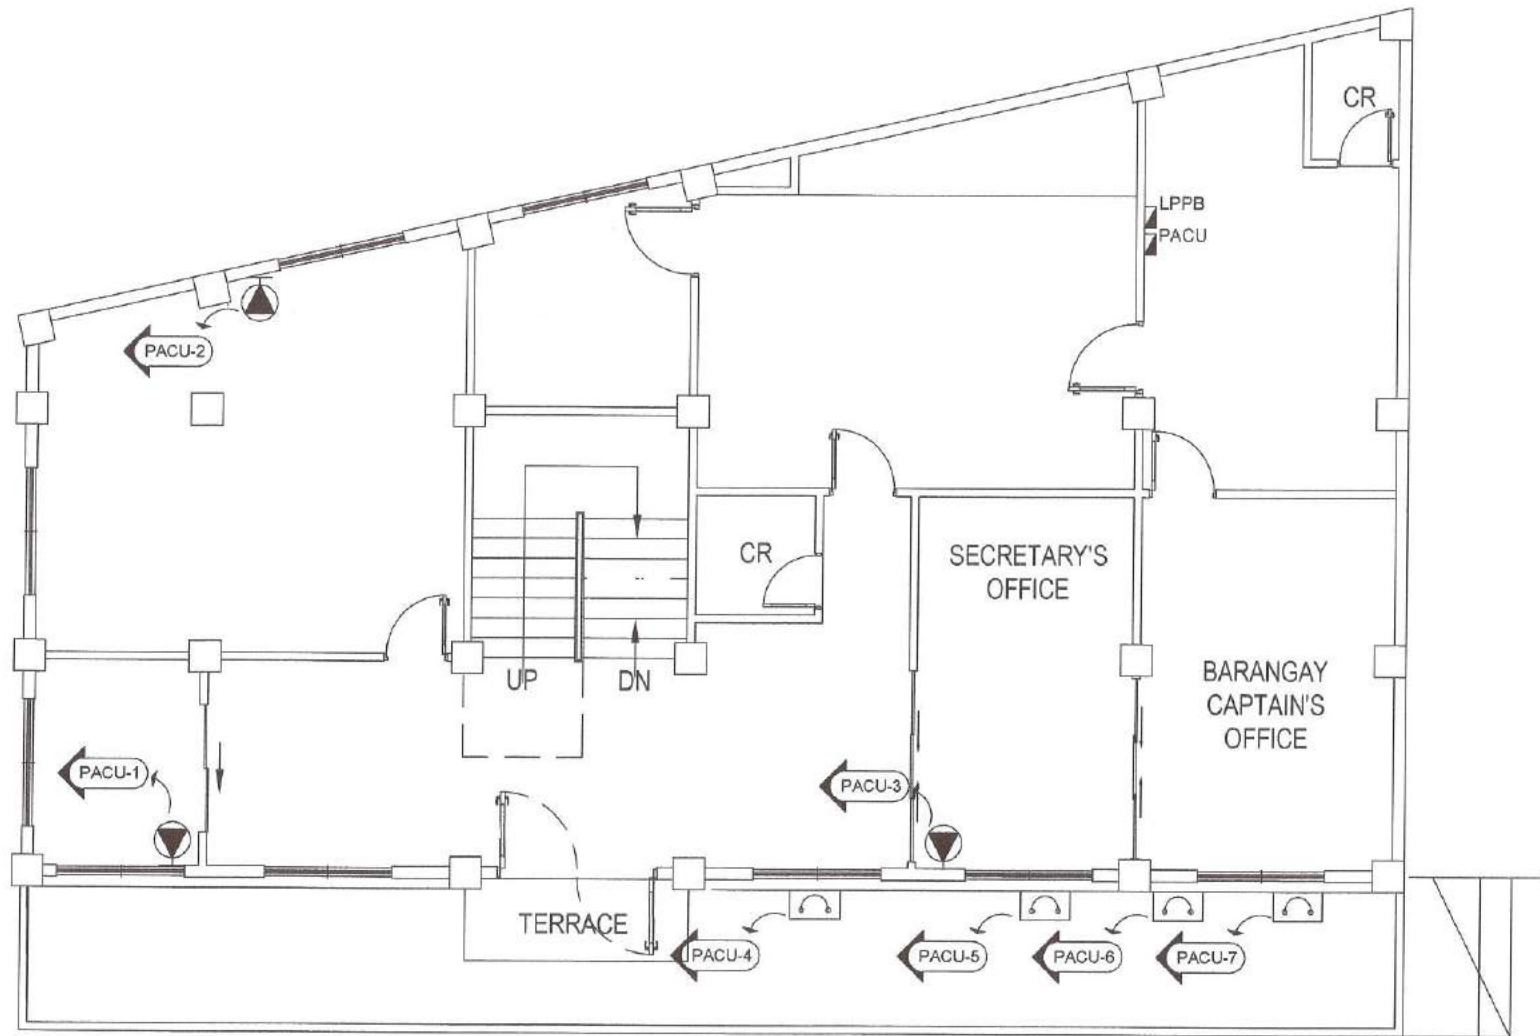 CR
LPPB
PACU
PACU-2
CR
SECRETARY'S
OFFICE
UP
DN
BARANGAY
CAPTAIN'S
OFFICE
PACU-1
PACU-3
TERRACE
PACU-4
PACU-5
PACU-6
PACU-7